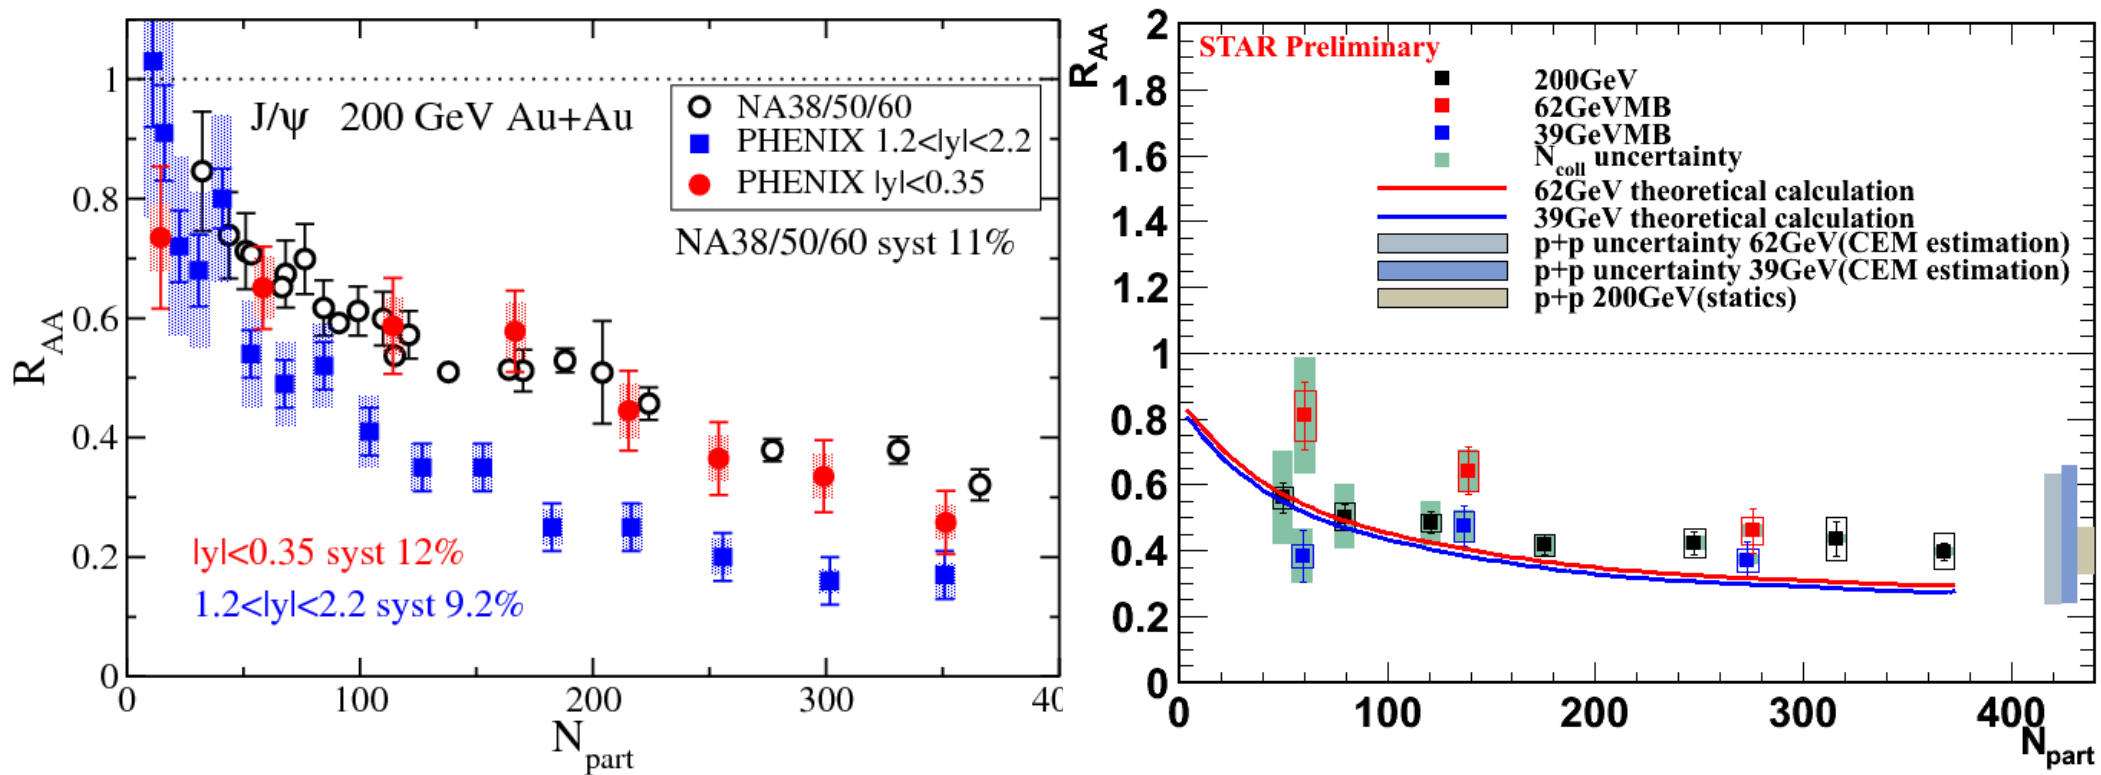 1
0.8
0.6
0.4
0.2
0
R_AA
J/ψ 200 GeV Au+Au
NA38/50/60
PHENIX 1.2<|y|<2.2
PHENIX |y|<0.35
NA38/50/60 syst 11%
|y|<0.35 syst 12%
1.2<|y|<2.2 syst 9.2%
0 100 200 300 40
N_part
R_AA
2
1.8
1.6
1.4
1.2
1
0.8
0.6
0.4
0.2
0
STAR Preliminary
200GeV
62GeVMB
39GeVMB
N_coll uncertainty
62GeV theoretical calculation
39GeV theoretical calculation
p+p uncertainty 62GeV(CEM estimation)
p+p uncertainty 39GeV(CEM estimation)
p+p 200GeV(statics)
0 100 200 300 400
N_part